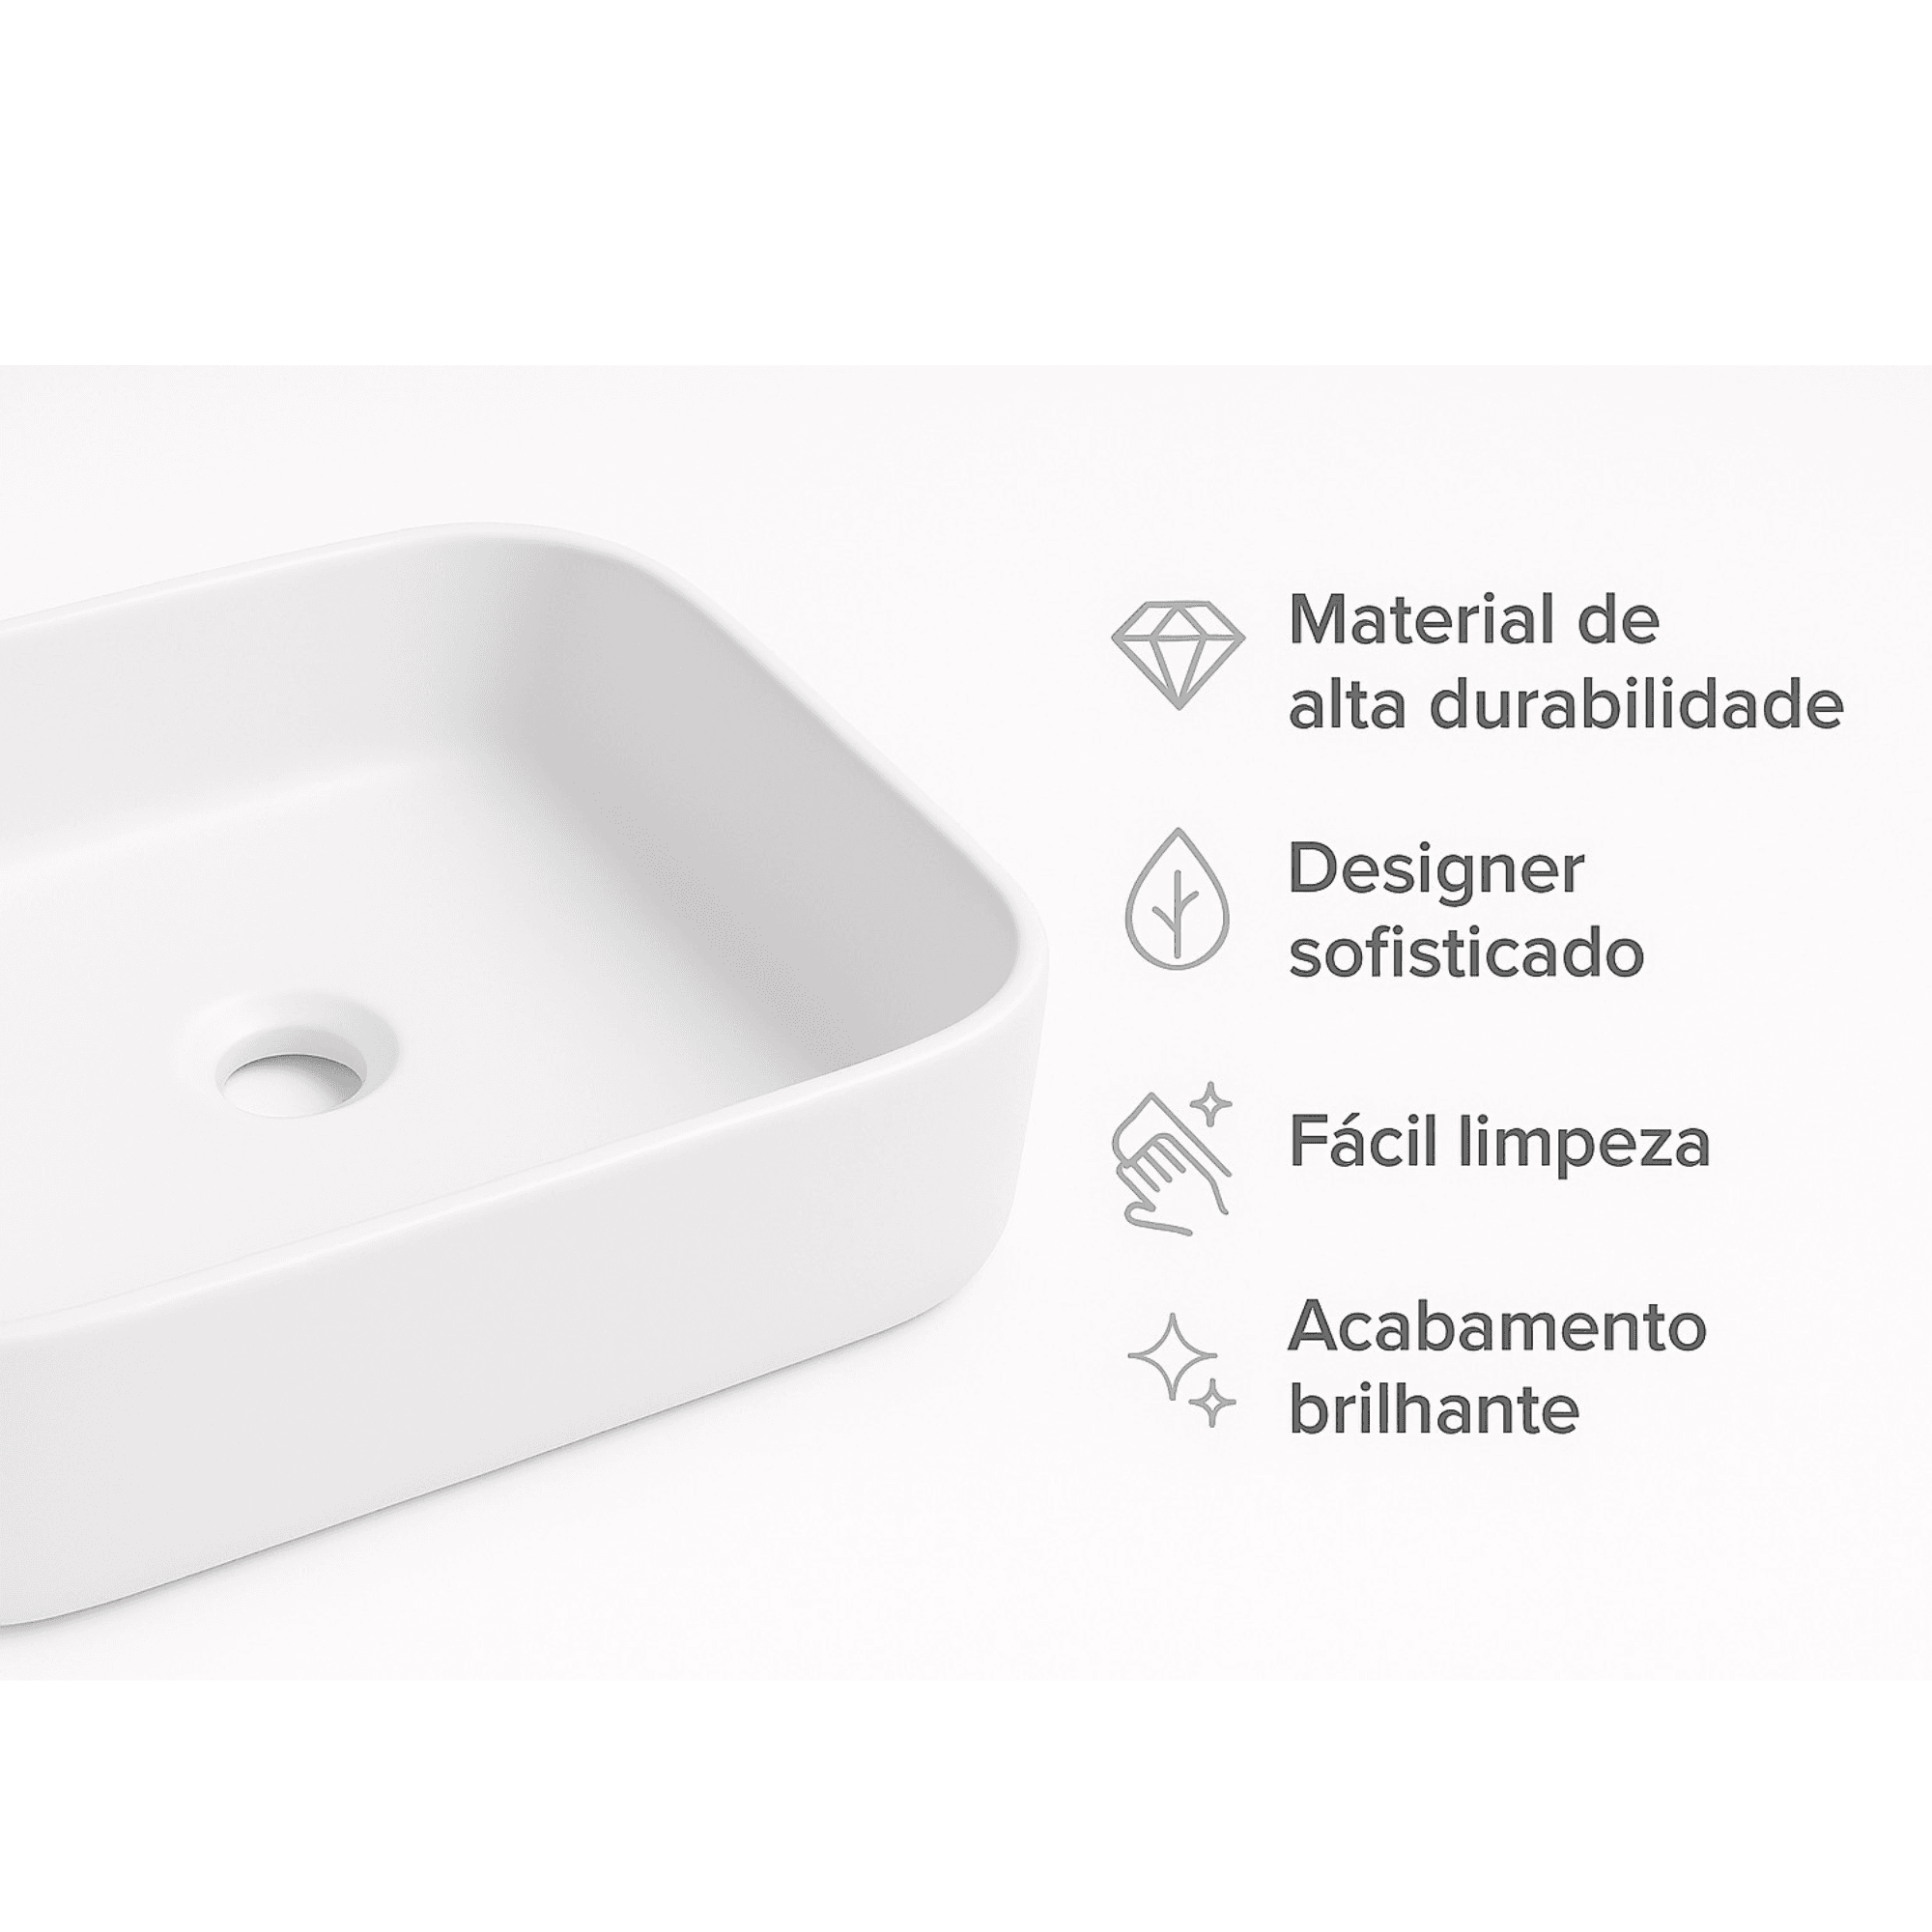 Material de
alta durabilidade
Designer
sofisticado
Fácil limpeza
Acabamento
brilhante